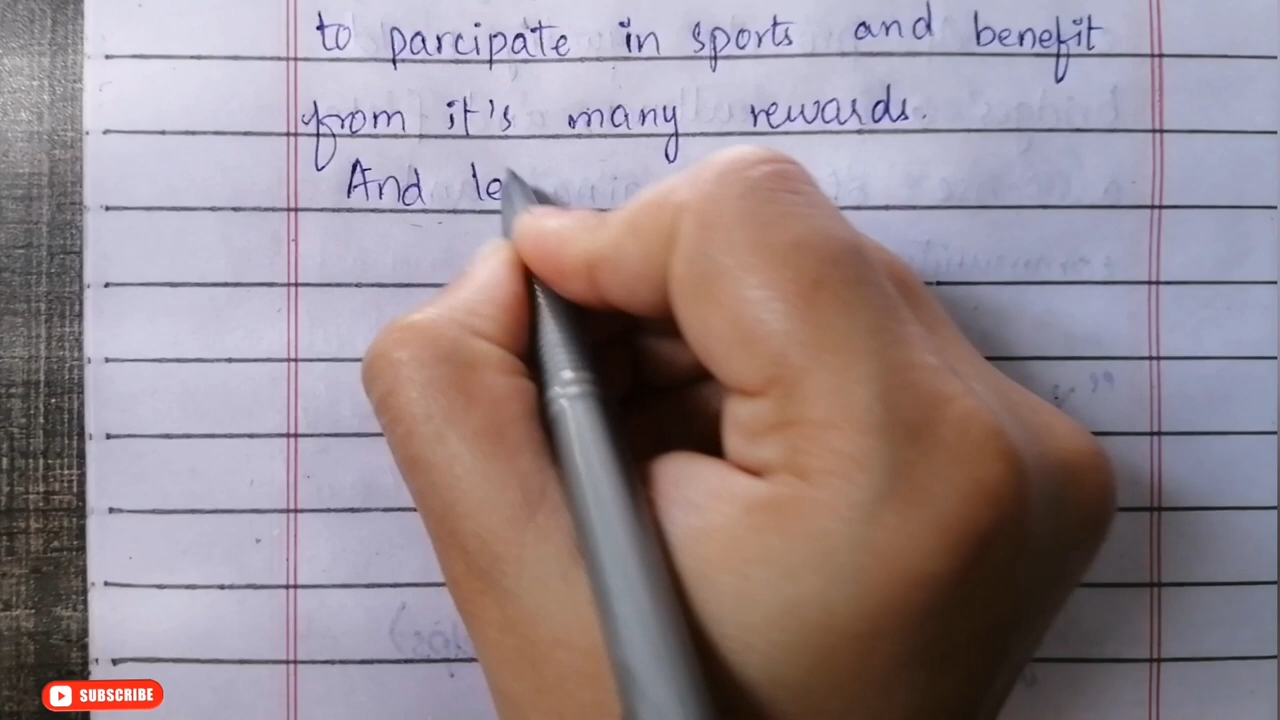 to parcipate in sports and benefit
from it's many rewards.
And le
SUBSCRIBE